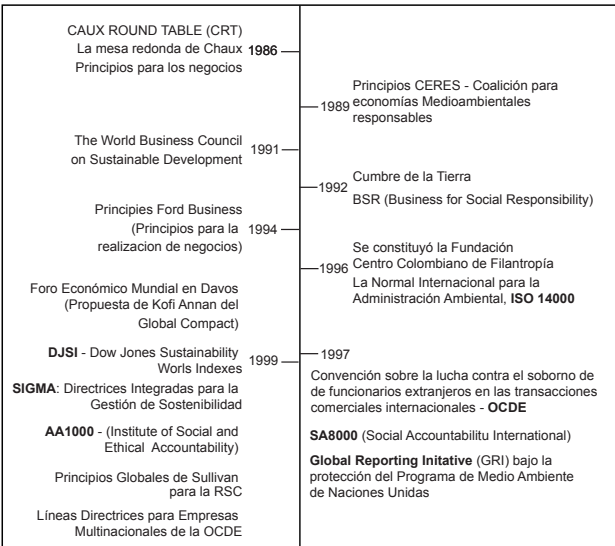 CAUX ROUND TABLE (CRT)
La mesa redonda de Chaux
Principios para los negocios
1986
1989
Principios CERES - Coalición para
economías Medioambientales
responsables
The World Business Council
on Sustainable Development
1991
1992
Cumbre de la Tierra
BSR (Business for Social Responsibility)
Principies Ford Business
(Principios para la
realizacion de negocios)
1994
1996
Se constituyó la Fundación
Centro Colombiano de Filantropía
La Normal Internacional para la
Administración Ambiental, ISO 14000
Foro Económico Mundial en Davos
(Propuesta de Kofi Annan del
Global Compact)
DJSI - Dow Jones Sustainability
Worls Indexes
1999
SIGMA: Directrices Integradas para la
Gestión de Sostenibilidad
AA1000 - (Institute of Social and
Ethical Accountability)
Principios Globales de Sullivan
para la RSC
Líneas Directrices para Empresas
Multinacionales de la OCDE
1997
Convención sobre la lucha contra el soborno de
de funcionarios extranjeros en las transacciones
comerciales internacionales - OCDE
SA8000 (Social Accountabilitu International)
Global Reporting Initative (GRI) bajo la
protección del Programa de Medio Ambiente
de Naciones Unidas